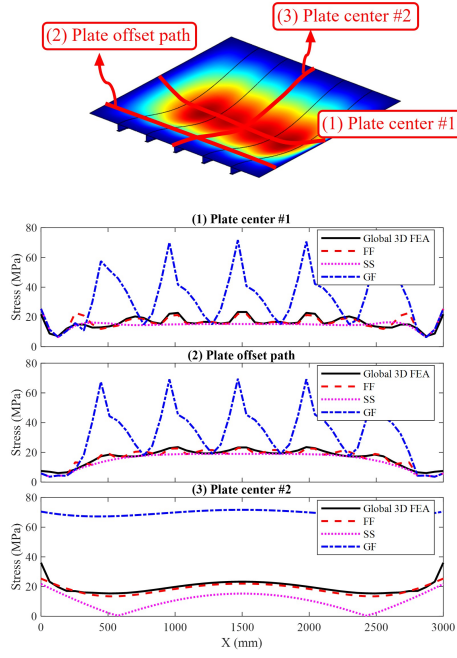 (3) Plate center #2
(2) Plate offset path
(1) Plate center #1
(1) Plate center #1
80
60
40
20
0
Stress (MPa)
Global 3D FEA
FF
SS
GF
(2) Plate offset path
80
60
40
20
0
Stress (MPa)
Global 3D FEA
FF
SS
GF
(3) Plate center #2
80
60
40
20
0
Stress (MPa)
Global 3D FEA
FF
SS
GF
0 500 1000 1500 2000 2500 3000
X (mm)